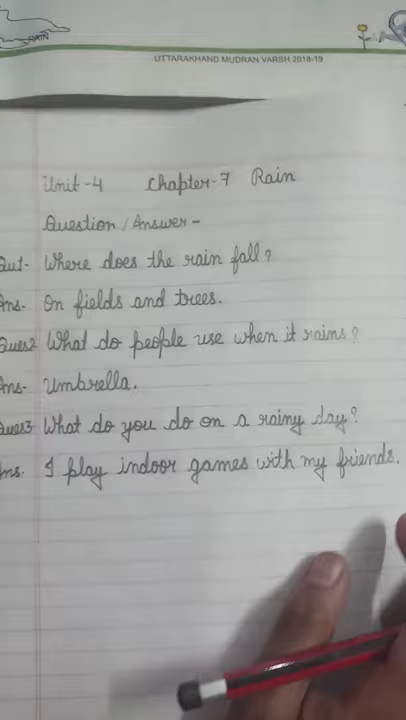 RAIN
UTTARAKHAND MUDRAN VARSH 2018-19
Unit-4 Chapter-7 Rain
Question/Answer-
Qu1- Where does the rain fall?
Ans. On fields and trees.
Ques2 What do people use when it rains?
Ans- Umbrella.
Ques3 What do you do on a rainy day?
Ans. I play indoor games with my friends.